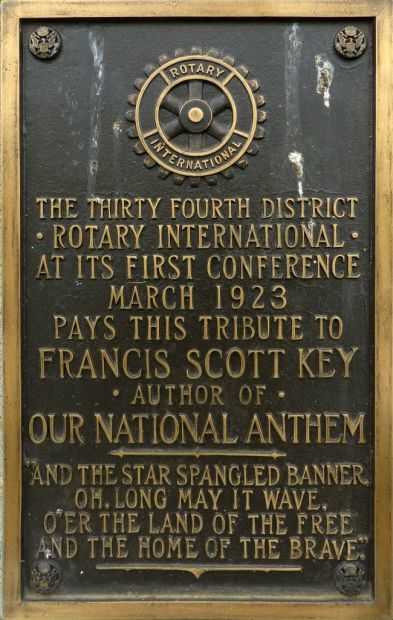 ROTARY
INTERNATIONAL
THE THIRTY FOURTH DISTRICT
· ROTARY INTERNATIONAL ·
AT ITS FIRST CONFERENCE
MARCH 1923
PAYS THIS TRIBUTE TO
FRANCIS SCOTT KEY
· AUTHOR OF ·
OUR NATIONAL ANTHEM
"AND THE STAR SPANGLED BANNER,
OH, LONG MAY IT WAVE,
O'ER THE LAND OF THE FREE
AND THE HOME OF THE BRAVE."